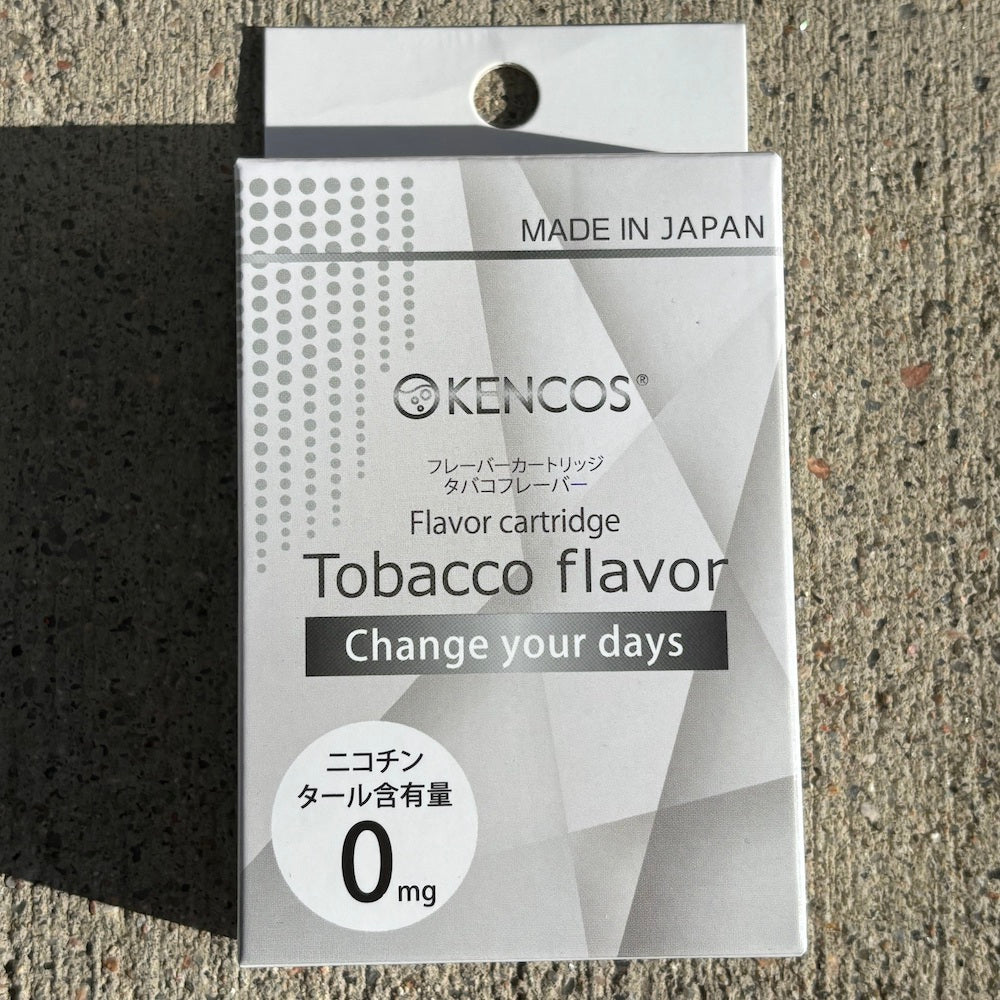 MADE IN JAPAN
KENCOS®
フレーバーカートリッジ
タバコフレーバー
Flavor cartridge
Tobacco flavor
Change your days
ニコチン
タール含有量
0mg